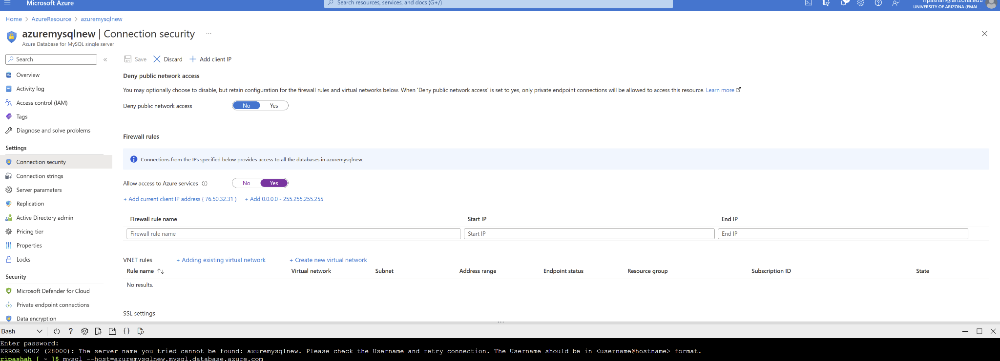 Microsoft Azure
Search resources, services, and docs (G+/)
ripashah@arizona.edu
UNIVERSITY OF ARIZONA (EMAI...
Home > AzureResource > azuremysqlnew
azuremysqlnew | Connection security ...
Azure Database for MySQL single server
Search «
Save Discard + Add client IP
Overview
Activity log
Access control (IAM)
Tags
Diagnose and solve problems
Settings
Connection security
Connection strings
Server parameters
Replication
Active Directory admin
Pricing tier
Properties
Locks
Security
Microsoft Defender for Cloud
Private endpoint connections
Data encryption
Deny public network access
You may optionally choose to disable, but retain configuration for the firewall rules and virtual networks below. When 'Deny public network access' is set to yes, only private endpoint connections will be allowed to access this resource. Learn more
Deny public network access No Yes
Firewall rules
Connections from the IPs specified below provides access to all the databases in azuremysqlnew.
Allow access to Azure services No Yes
+ Add current client IP address ( 76.50.32.31 ) + Add 0.0.0.0 - 255.255.255.255
Firewall rule name Start IP End IP
Firewall rule name Start IP End IP
VNET rules + Adding existing virtual network + Create new virtual network
Rule name ↑↓ Virtual network Subnet Address range Endpoint status Resource group Subscription ID State
No results.
SSL settings
...
Bash ? {}
Enter password:
ERROR 9002 (28000): The server name you tried cannot be found: axuremysqlnew. Please check the Username and retry connection. The Username should be in <username@hostname> format.
ripashah [ ~ ]$ mysql --host=azuremysqlnew.mysql.database.azure.com